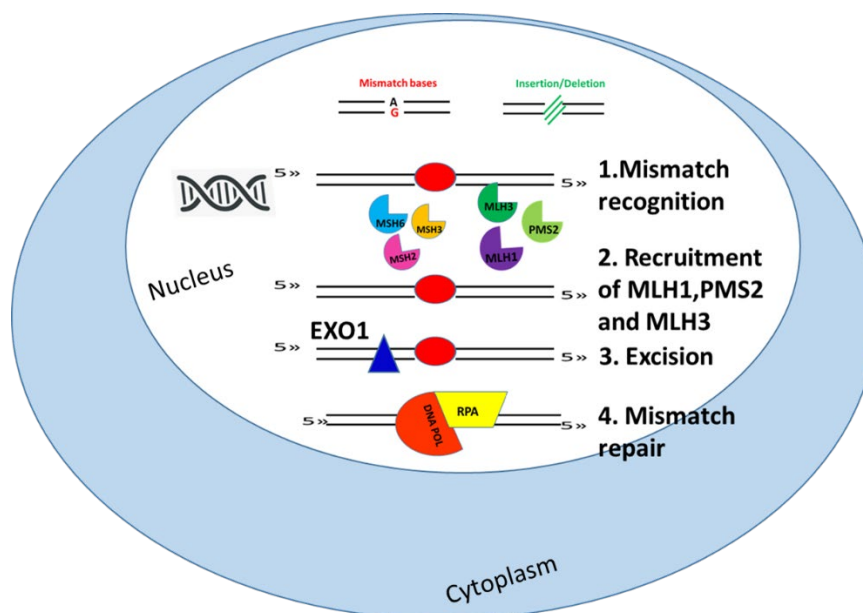 Mismatch bases
Insertion/Deletion
A
G
5»
5»
1.Mismatch
recognition
MSH6
MSH3
MSH2
MLH3
PMS2
MLH1
Nucleus
2. Recruitment
of MLH1,PMS2
and MLH3
5»
5»
EXO1
5»
5»
3. Excision
5»
5»
DNA POL
RPA
4. Mismatch
repair
Cytoplasm